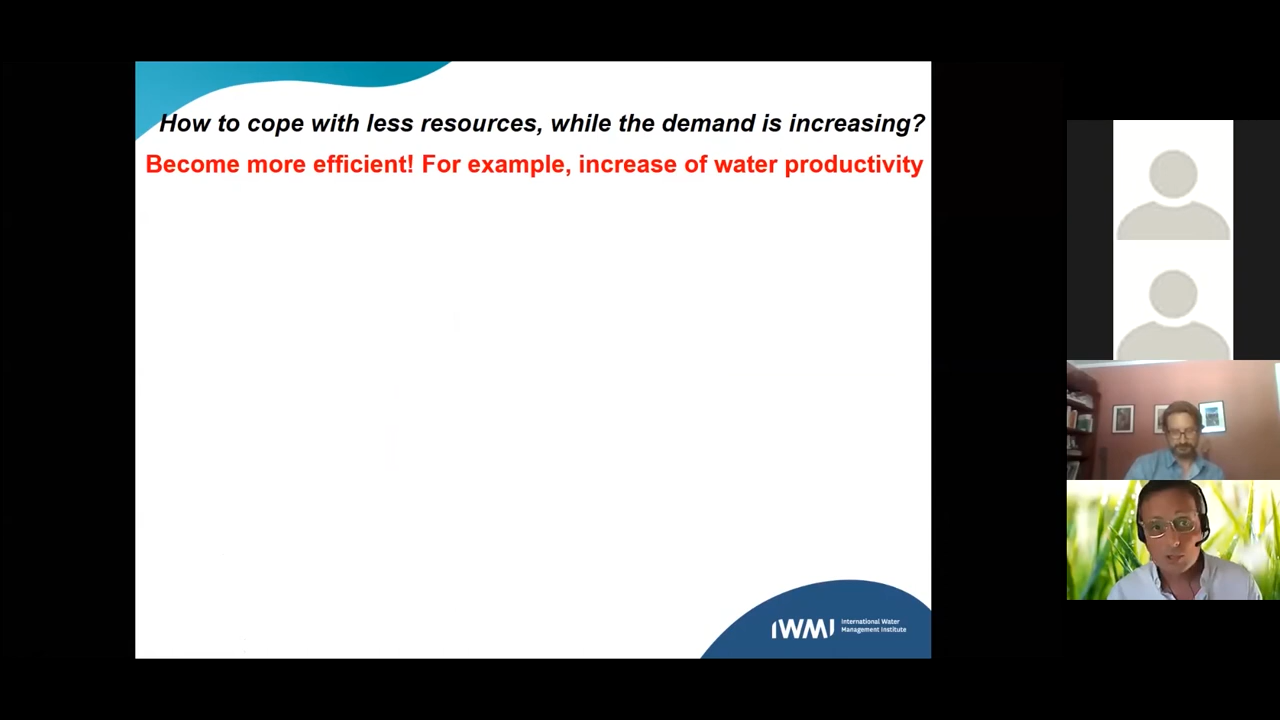 How to cope with less resources, while the demand is increasing?
Become more efficient! For example, increase of water productivity
IWMI
International Water
Management Institute